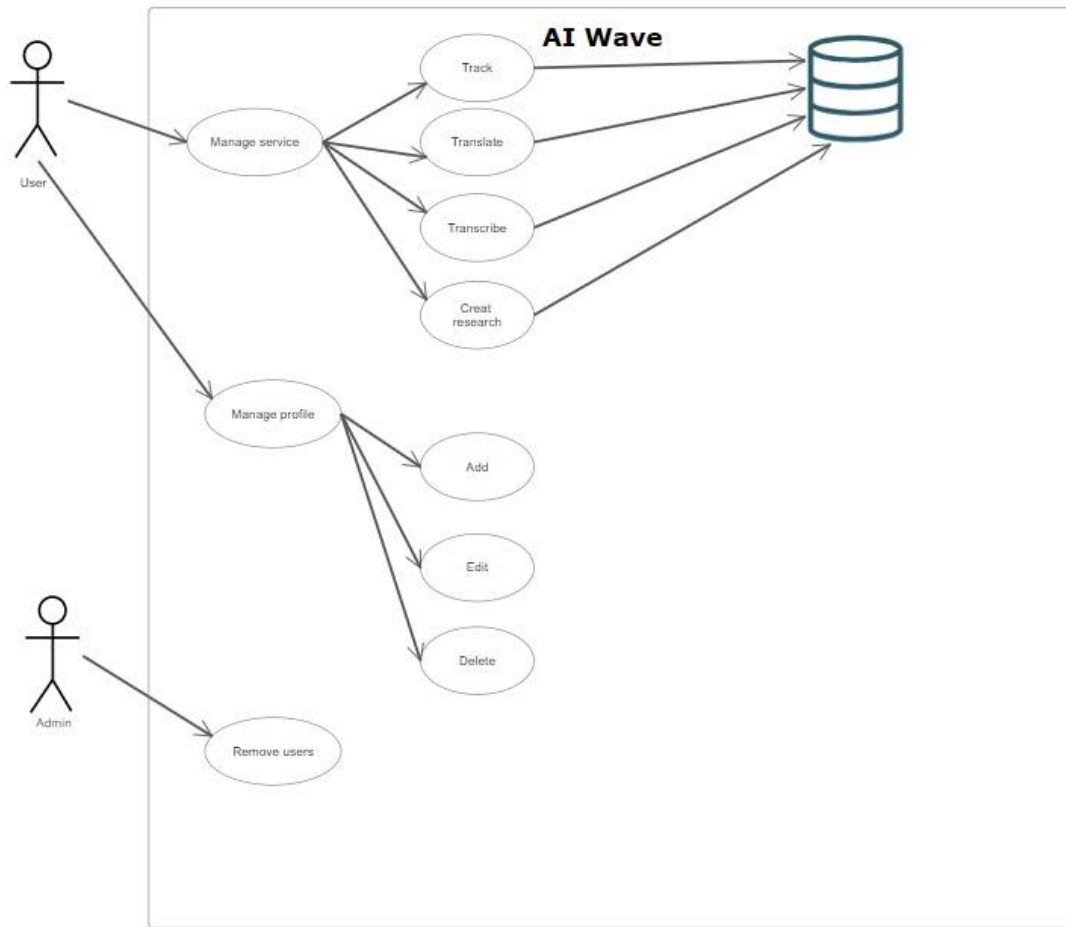 AI Wave
Track
User
Manage service
Translate
Transcribe
Creat
research
Manage profile
Add
Edit
Delete
Admin
Remove users